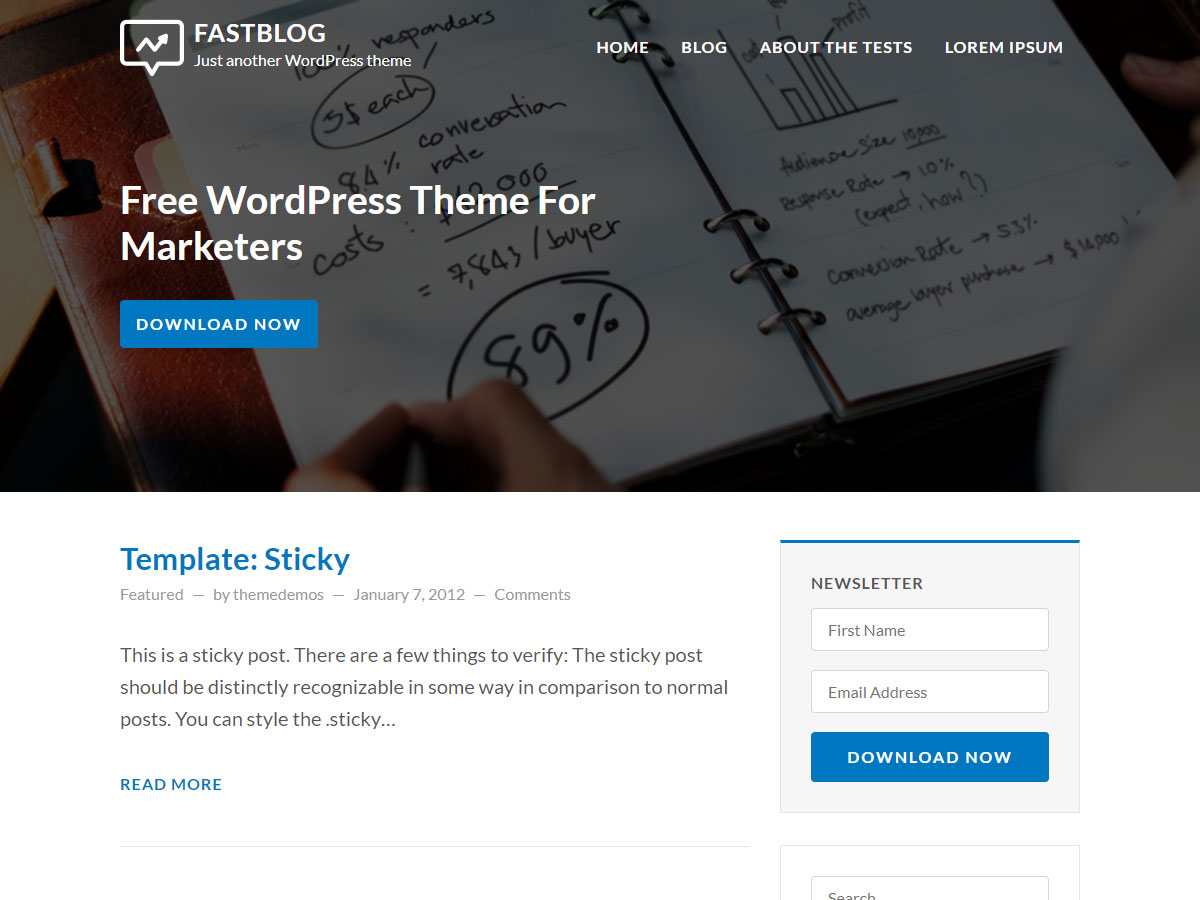 FASTBLOG
Just another WordPress theme
HOME BLOG ABOUT THE TESTS LOREM IPSUM
100% responders
5$ each
84% conversation
rate
costs :
= 7,843 / buyer
89%
profit
Audience size 10,000
Response Rate → 10%
(expect, how?)
Conversion Rate → 5.3%
average buyer purchase → $10,000
Free WordPress Theme For
Marketers
DOWNLOAD NOW
Template: Sticky
Featured — by themedemos — January 7, 2012 — Comments
This is a sticky post. There are a few things to verify: The sticky post
should be distinctly recognizable in some way in comparison to normal
posts. You can style the .sticky…
READ MORE
NEWSLETTER
First Name
Email Address
DOWNLOAD NOW
Search